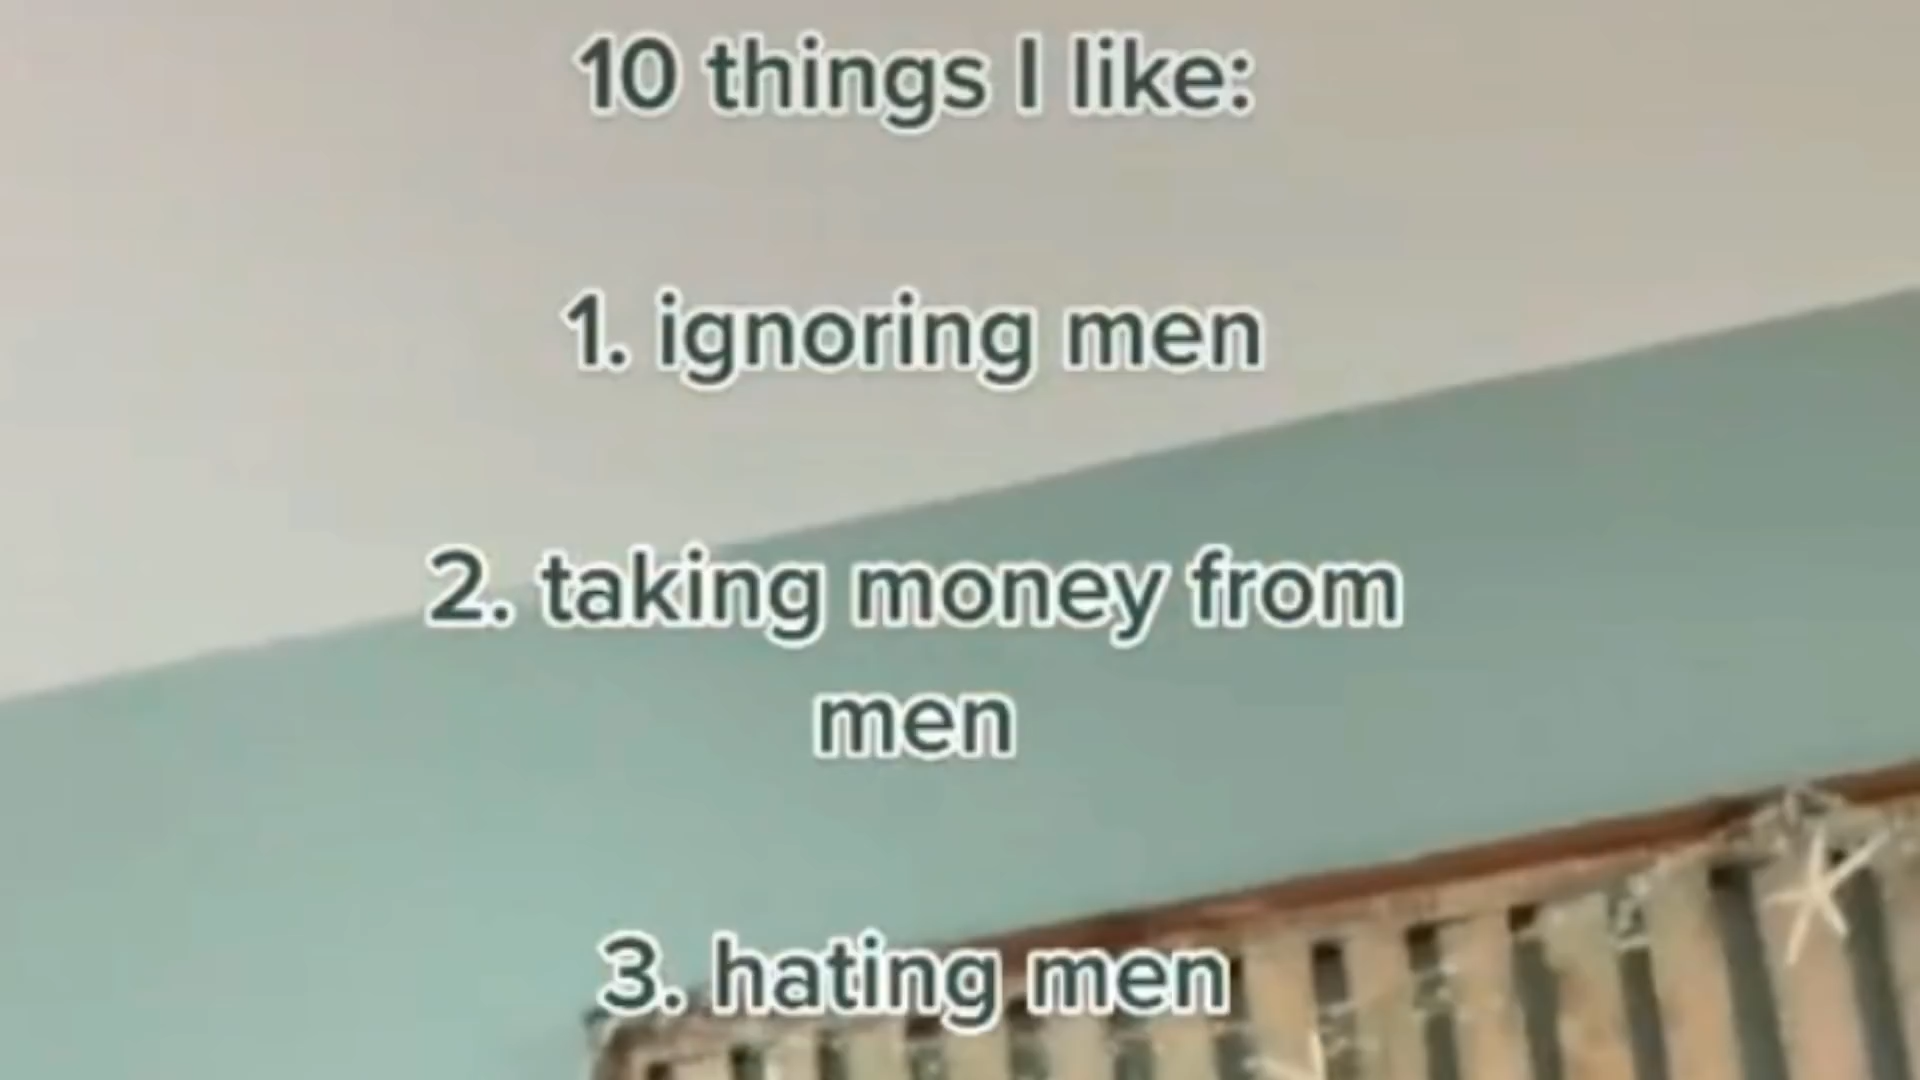 10 things I like:
1. ignoring men
2. taking money from
men
3. hating men